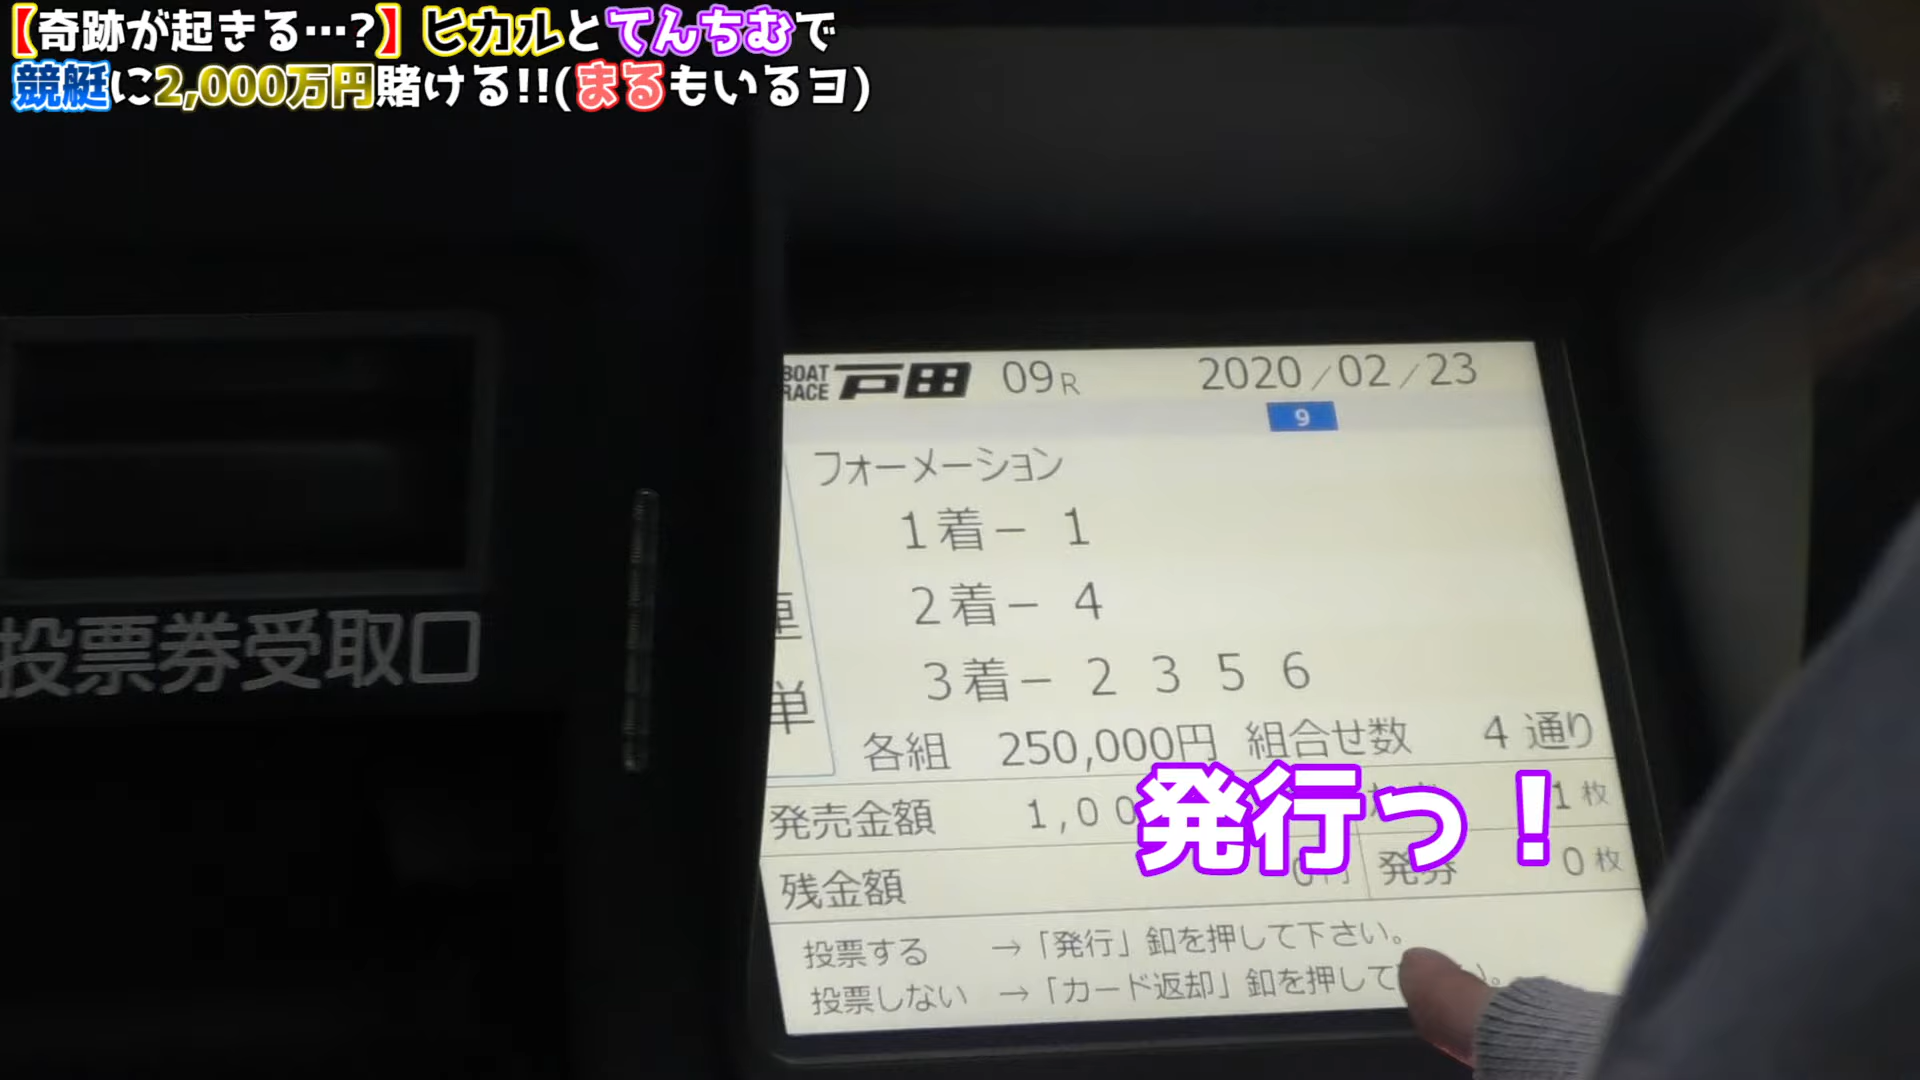 【奇跡が起きる…?】ヒカルとてんちむで
競艇に2,000万円賭ける!!(まるもいるヨ)
BOAT RACE 戸田 09R 2020/02/23
9
フォーメーション
1着− 1
2着− 4
3着− 2 3 5 6
単
各組 250,000円 組合せ数 4 通り
発売金額 1,00 1枚
発行っ！
残金額 0円 発券 0枚
投票する →「発行」釦を押して下さい。
投票しない →「カード返却」釦を押して
投票券受取口